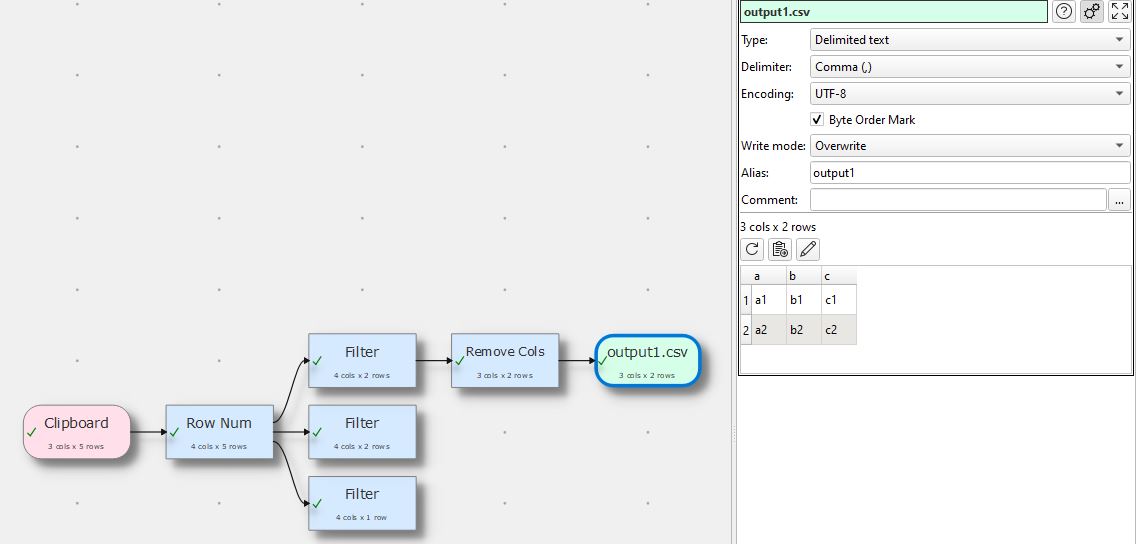 output1.csv
Type: Delimited text
Delimiter: Comma (,)
Encoding: UTF-8
Byte Order Mark
Write mode: Overwrite
Alias: output1
Comment: ...
3 cols x 2 rows
a b c
1 a1 b1 c1
2 a2 b2 c2
Filter
4 cols x 2 rows
Remove Cols
3 cols x 2 rows
output1.csv
3 cols x 2 rows
Clipboard
3 cols x 5 rows
Row Num
4 cols x 5 rows
Filter
4 cols x 2 rows
Filter
4 cols x 1 row